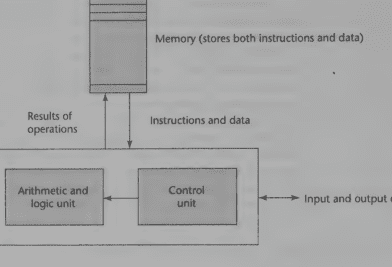 Memory (stores both instructions and data)
Results of
operations
Instructions and data
Arithmetic and
logic unit
Control
unit
Input and output